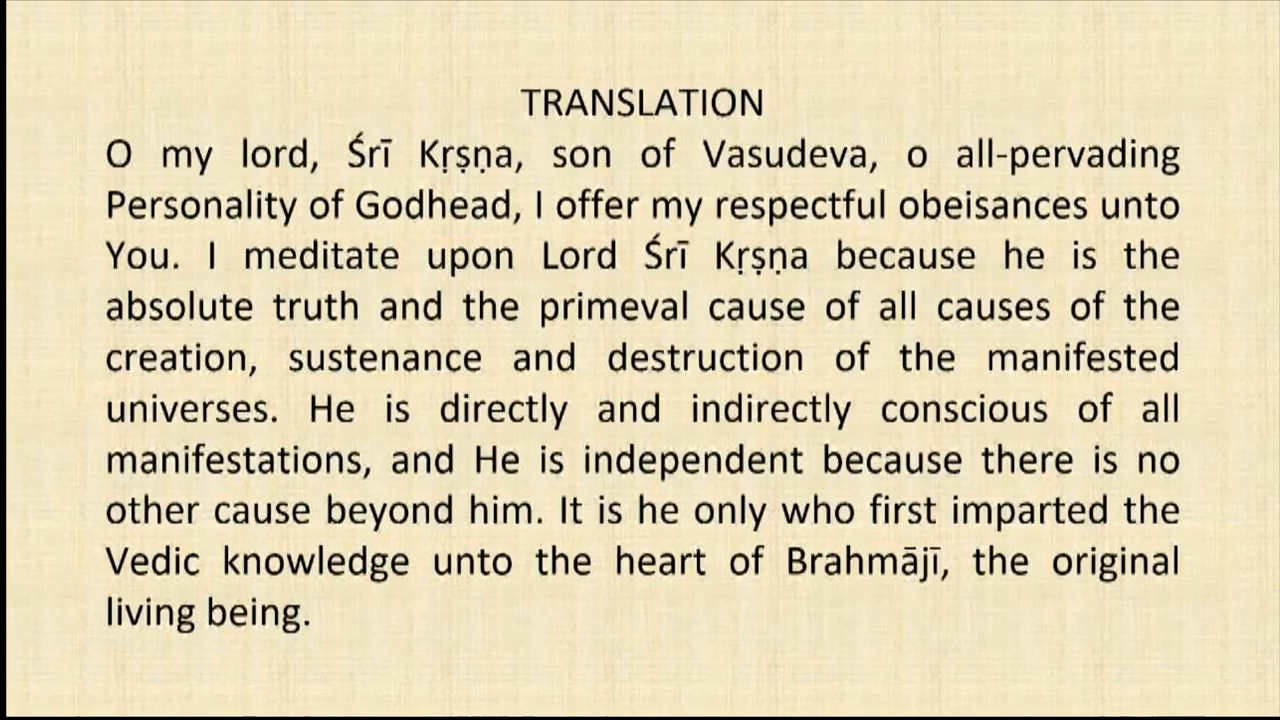 TRANSLATION
O my lord, Śrī Kṛṣṇa, son of Vasudeva, o all-pervading
Personality of Godhead, I offer my respectful obeisances unto
You. I meditate upon Lord Śrī Kṛṣṇa because he is the
absolute truth and the primeval cause of all causes of the
creation, sustenance and destruction of the manifested
universes. He is directly and indirectly conscious of all
manifestations, and He is independent because there is no
other cause beyond him. It is he only who first imparted the
Vedic knowledge unto the heart of Brahmājī, the original
living being.